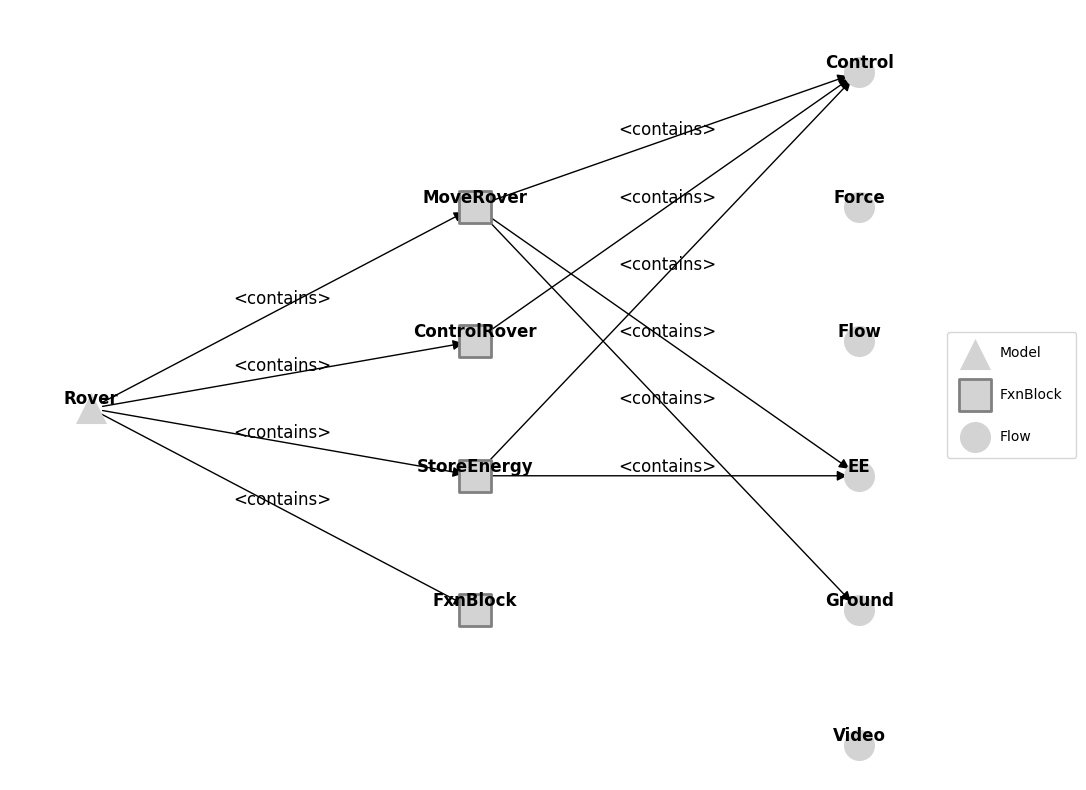 Control
<contains>
MoveRover
<contains>
Force
<contains>
<contains>
ControlRover
<contains>
Flow
<contains>
Rover
<contains>
<contains>
StoreEnergy
<contains>
EE
<contains>
FxnBlock
Ground
Video
Model
FxnBlock
Flow